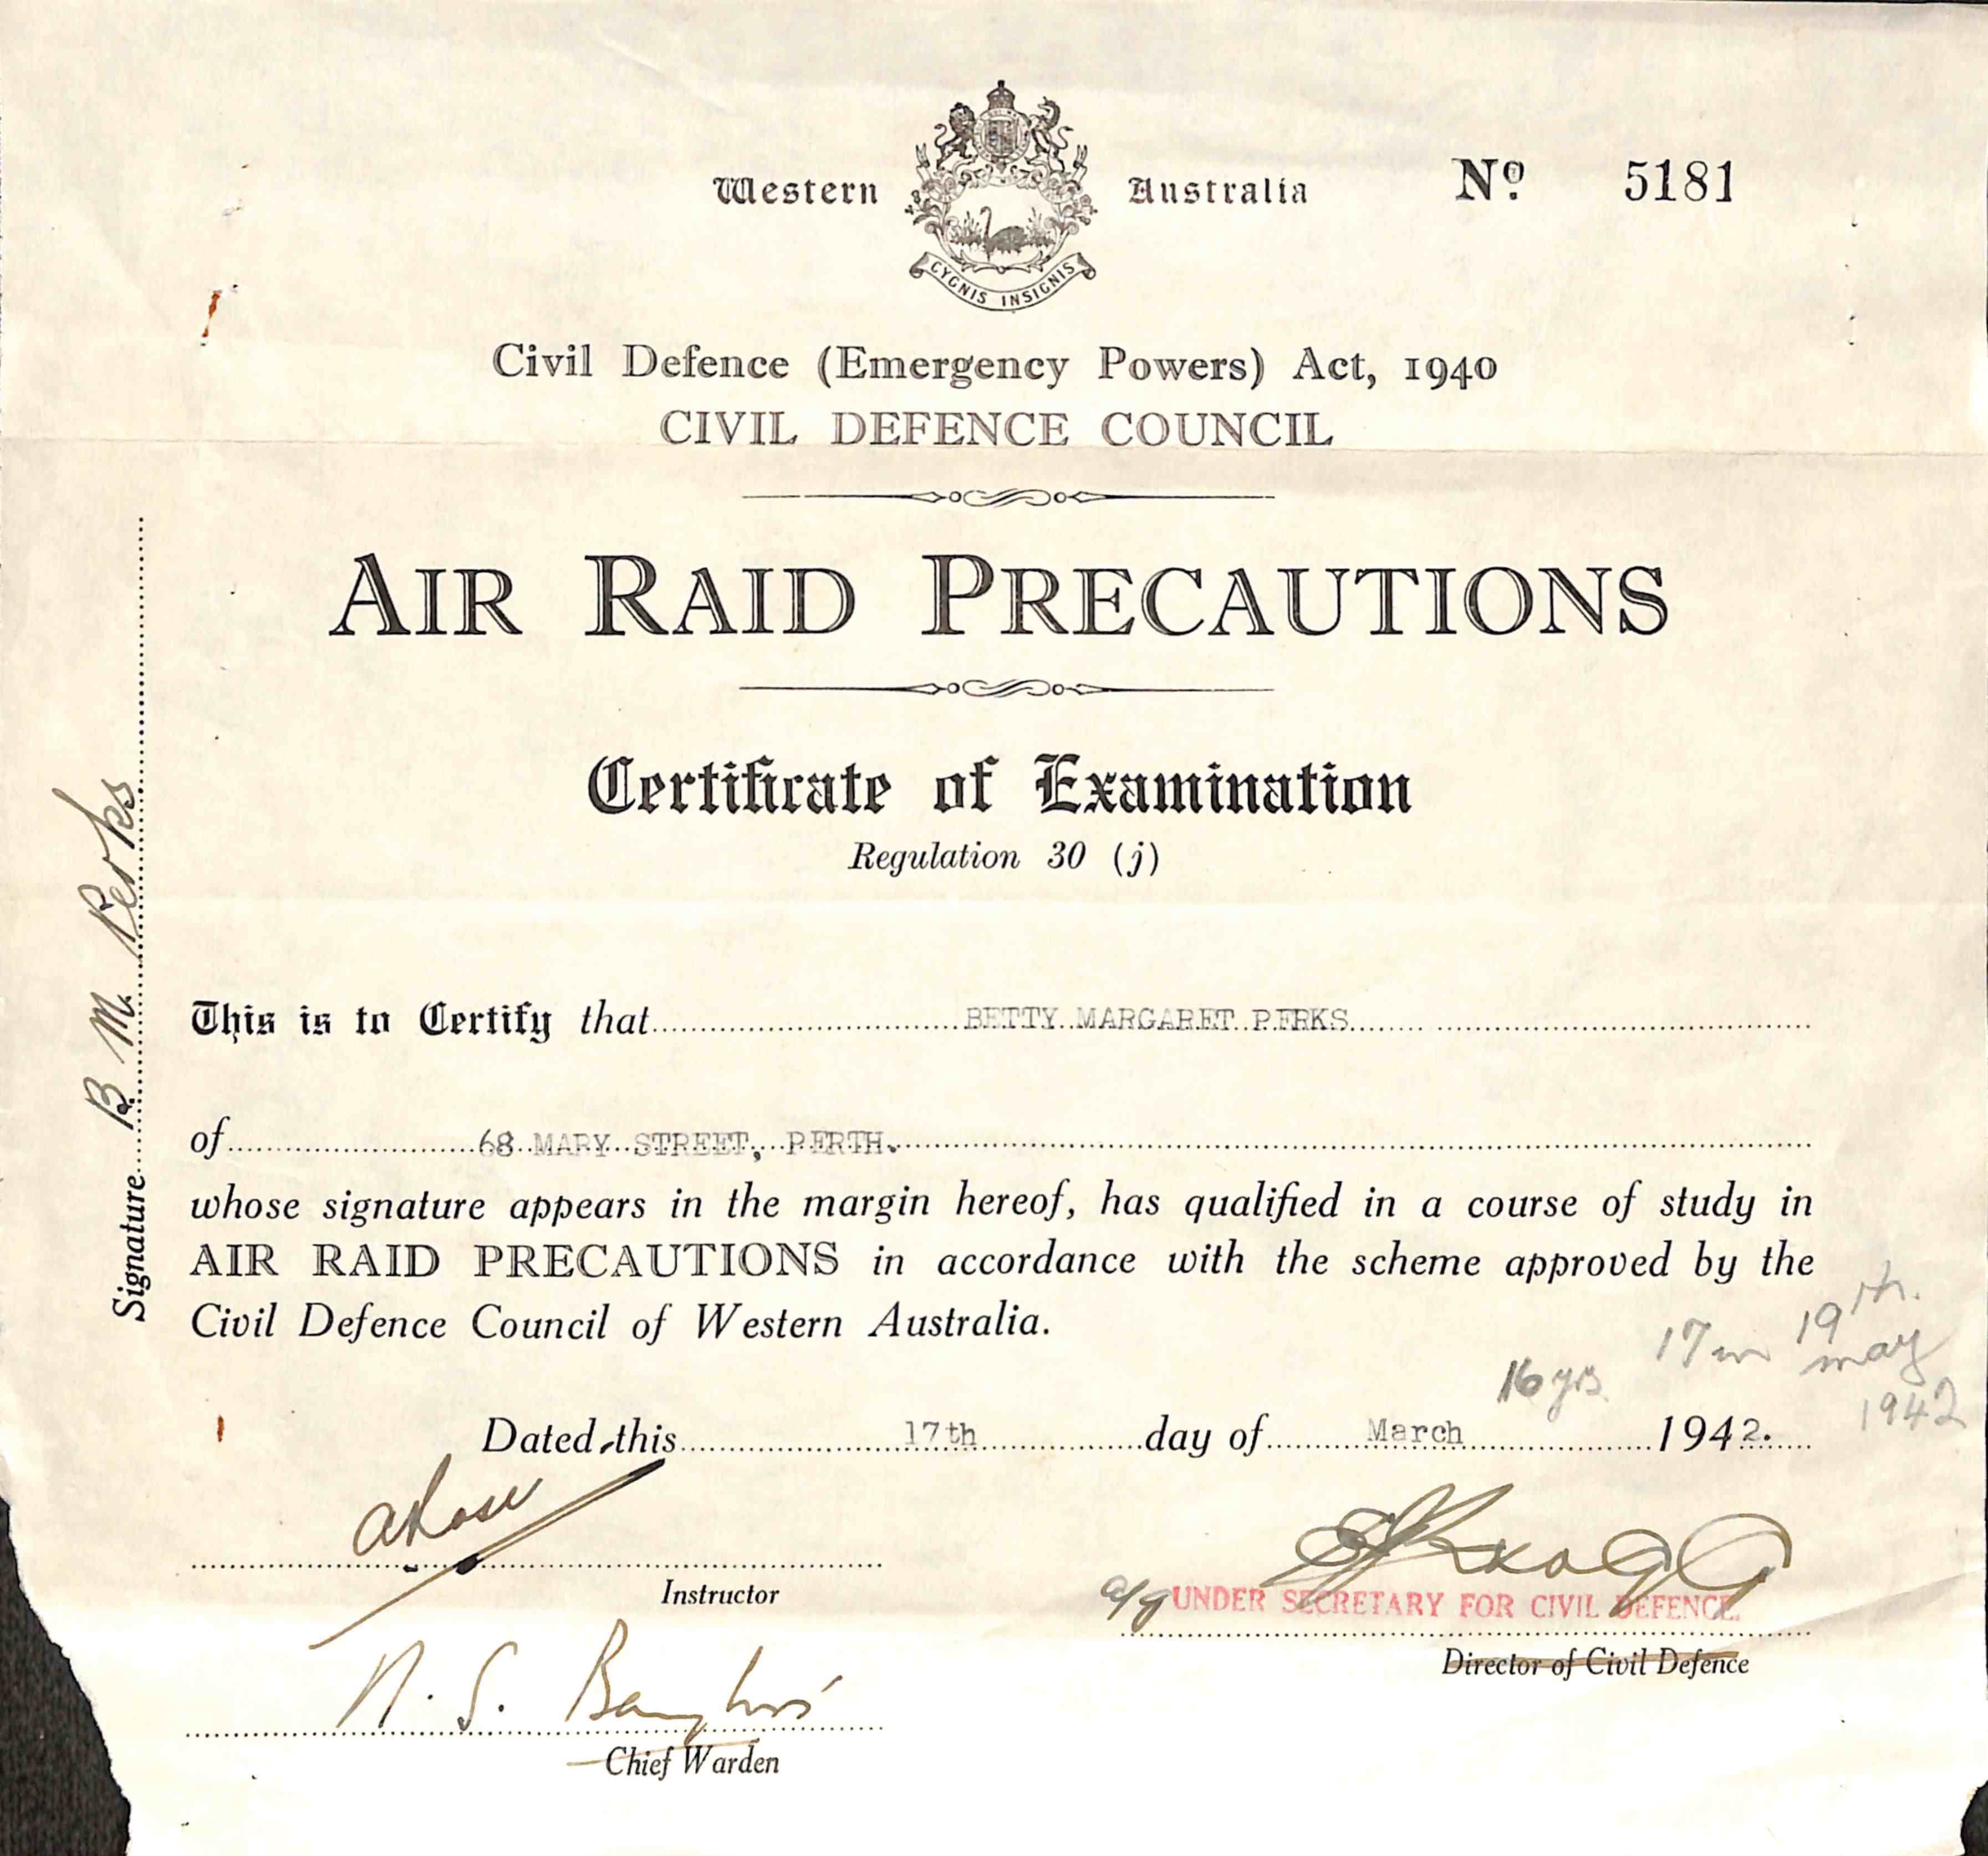 Western Australia
Nº 5181
CYGNIS INSIGNIS
Civil Defence (Emergency Powers) Act, 1940
CIVIL DEFENCE COUNCIL
AIR RAID PRECAUTIONS
Certificate of Examination
Regulation 30 (j)
This is to Certify that BETTY MARGARET PERKS
of 68 MARY STREET, PERTH.
whose signature appears in the margin hereof, has qualified in a course of study in
AIR RAID PRECAUTIONS in accordance with the scheme approved by the
Civil Defence Council of Western Australia.
16 yrs 17 on 19th. may 1942
Dated this 17th day of March 1942.
Instructor
a/g UNDER SECRETARY FOR CIVIL DEFENCE.
Director of Civil Defence
N. S.
Chief Warden
Signature B. M. Perks